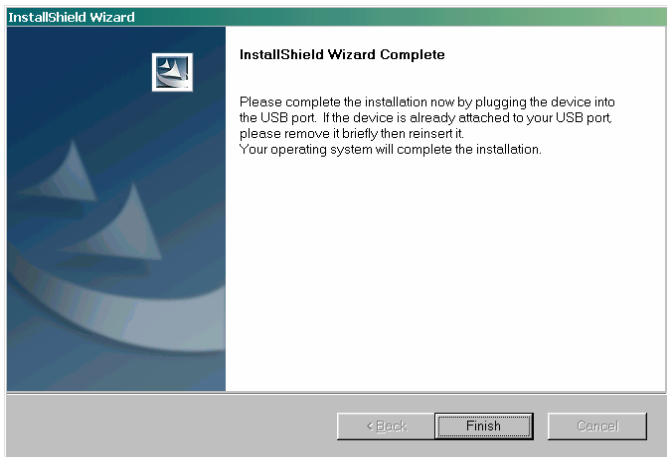 InstallShield Wizard
InstallShield Wizard Complete
Please complete the installation now by plugging the device into
the USB port. If the device is already attached to your USB port,
please remove it briefly then reinsert it.
Your operating system will complete the installation.
< Back
Finish
Cancel